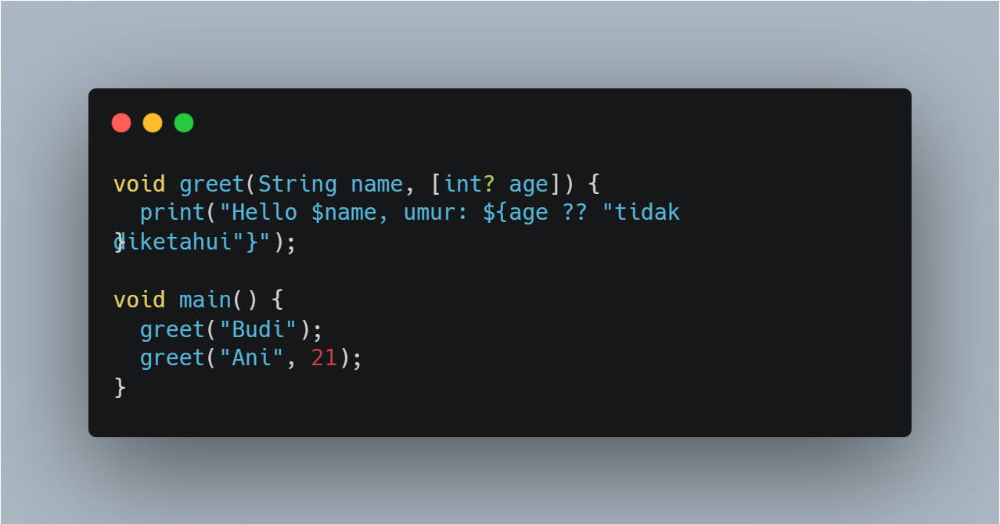 void greet(String name, [int? age]) {
  print("Hello $name, umur: ${age ?? "tidak
diketahui"}");
}

void main() {
  greet("Budi");
  greet("Ani", 21);
}